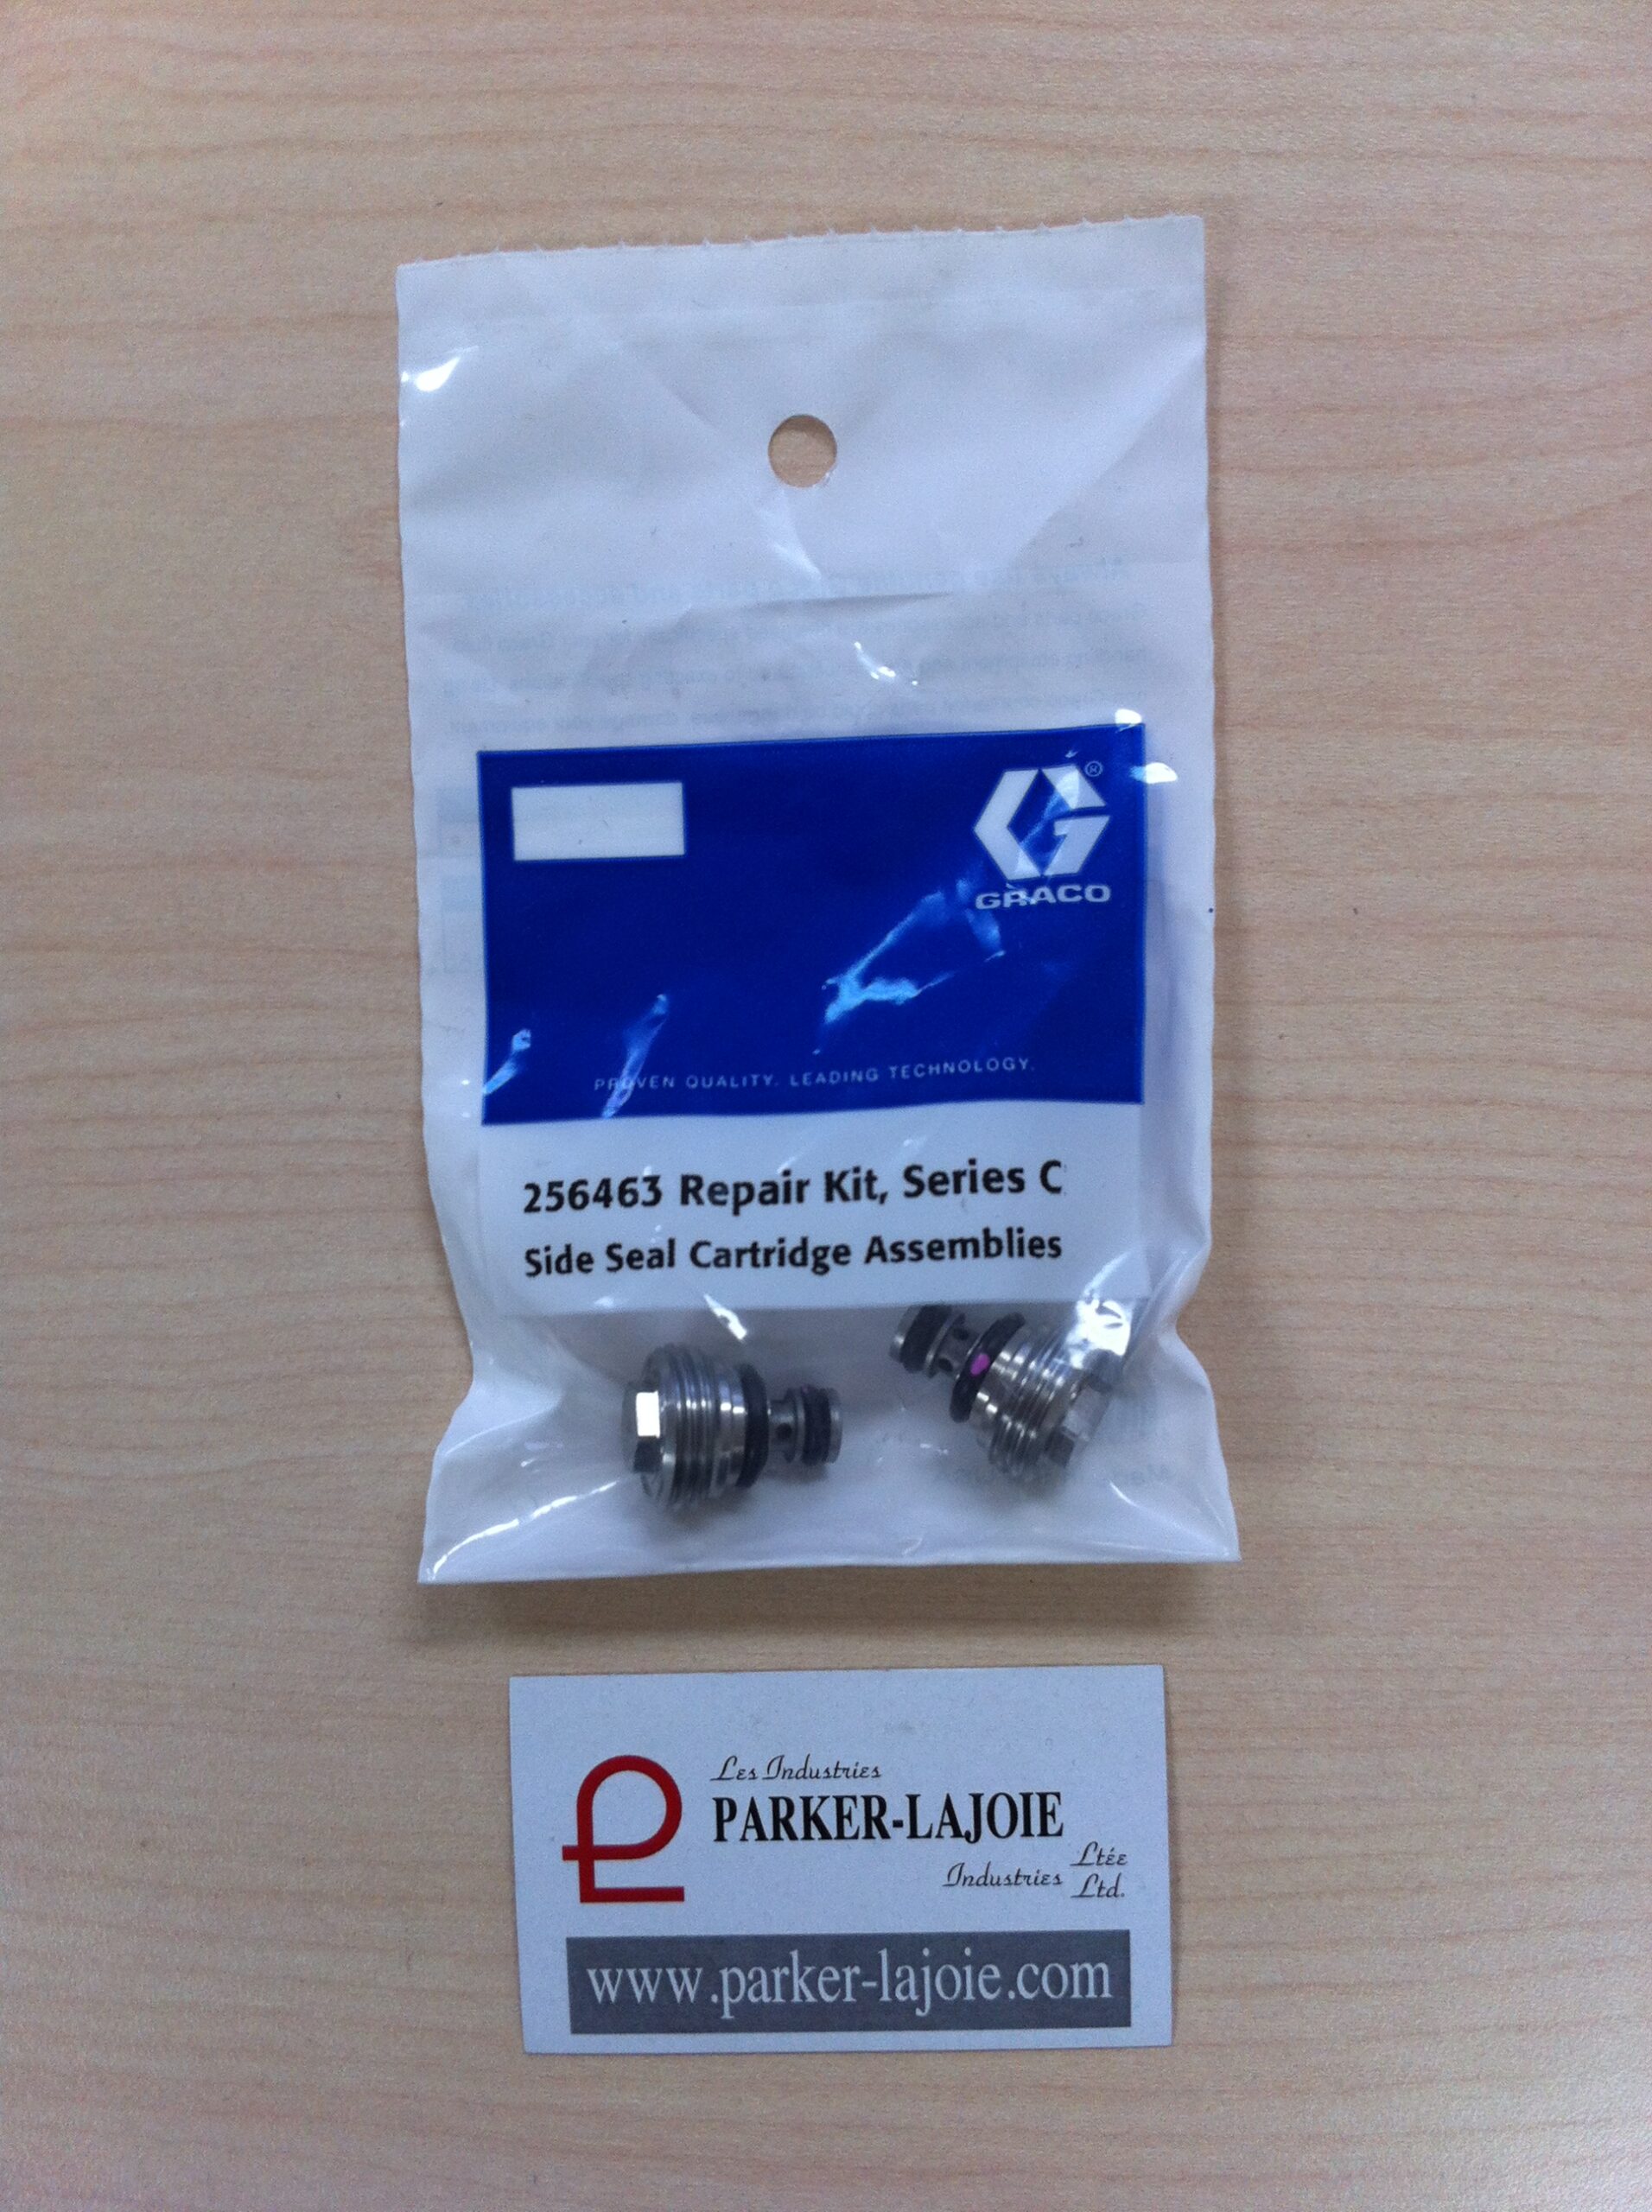 ®
GRACO
PROVEN QUALITY. LEADING TECHNOLOGY.
256463 Repair Kit, Series C
Side Seal Cartridge Assemblies
Les Industries
PARKER-LAJOIE
Industries Ltée
Ltd.
www.parker-lajoie.com